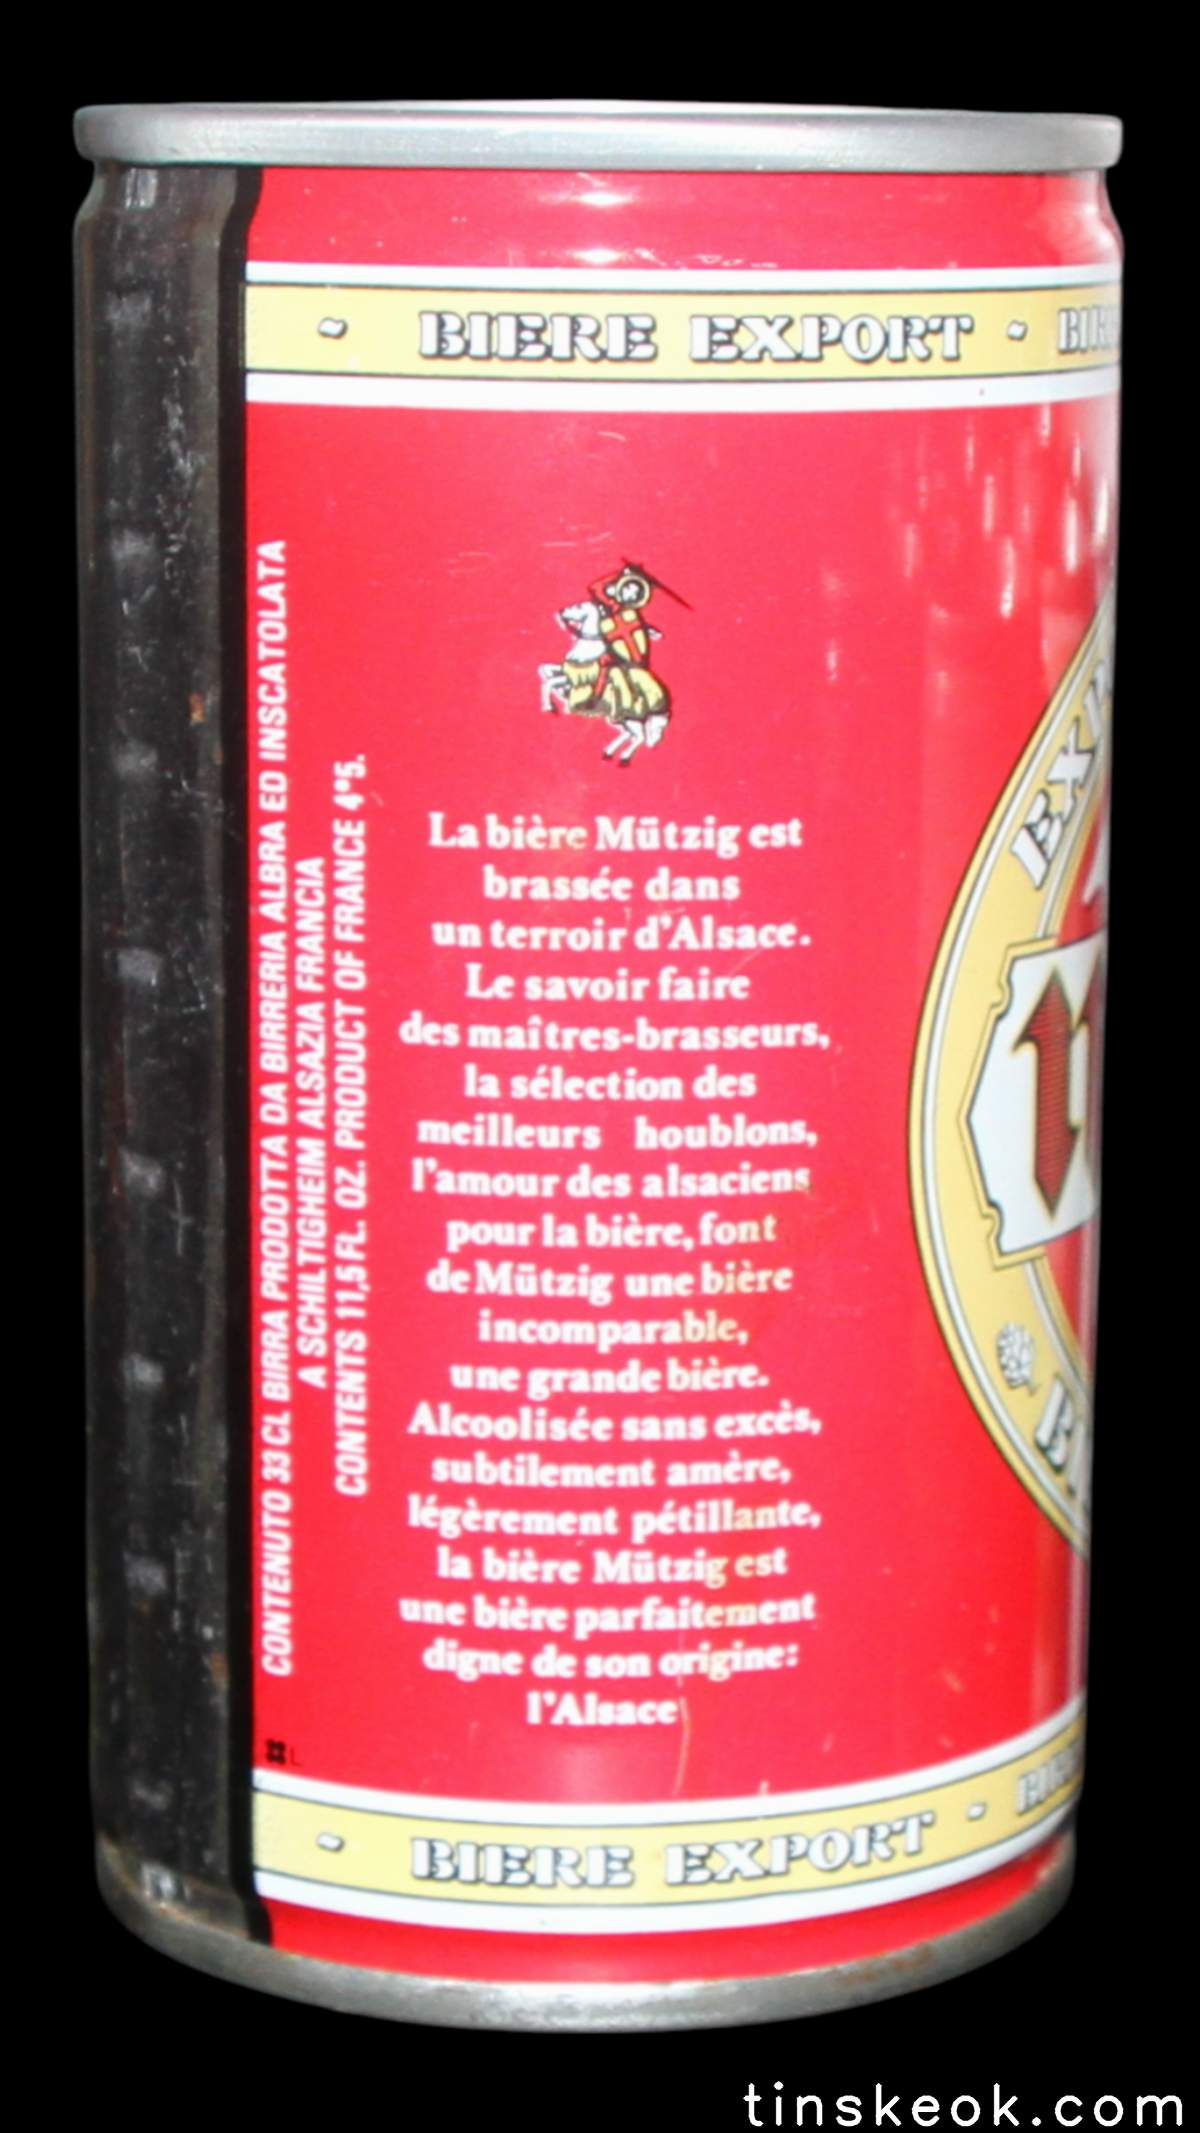 ~ BIERE EXPORT ~
CONTENUTO 33 CL BIRRA PRODOTTA DA BIRRERIA ALBRA ED INSCATOLATA
A SCHILTIGHEIM ALSAZIA FRANCIA
CONTENTS 11,5 FL. OZ. PRODUCT OF FRANCE 4°5.
La bière Mützig est
brassée dans
un terroir d'Alsace.
Le savoir faire
des maîtres-brasseurs,
la sélection des
meilleurs houblons,
l'amour des alsaciens
pour la bière, font
de Mützig une bière
incomparable,
une grande bière.
Alcoolisée sans excès,
subtilement amère,
légèrement pétillante,
la bière Mützig est
une bière parfaitement
digne de son origine:
l'Alsace
~ BIERE EXPORT -
tinskeok.com